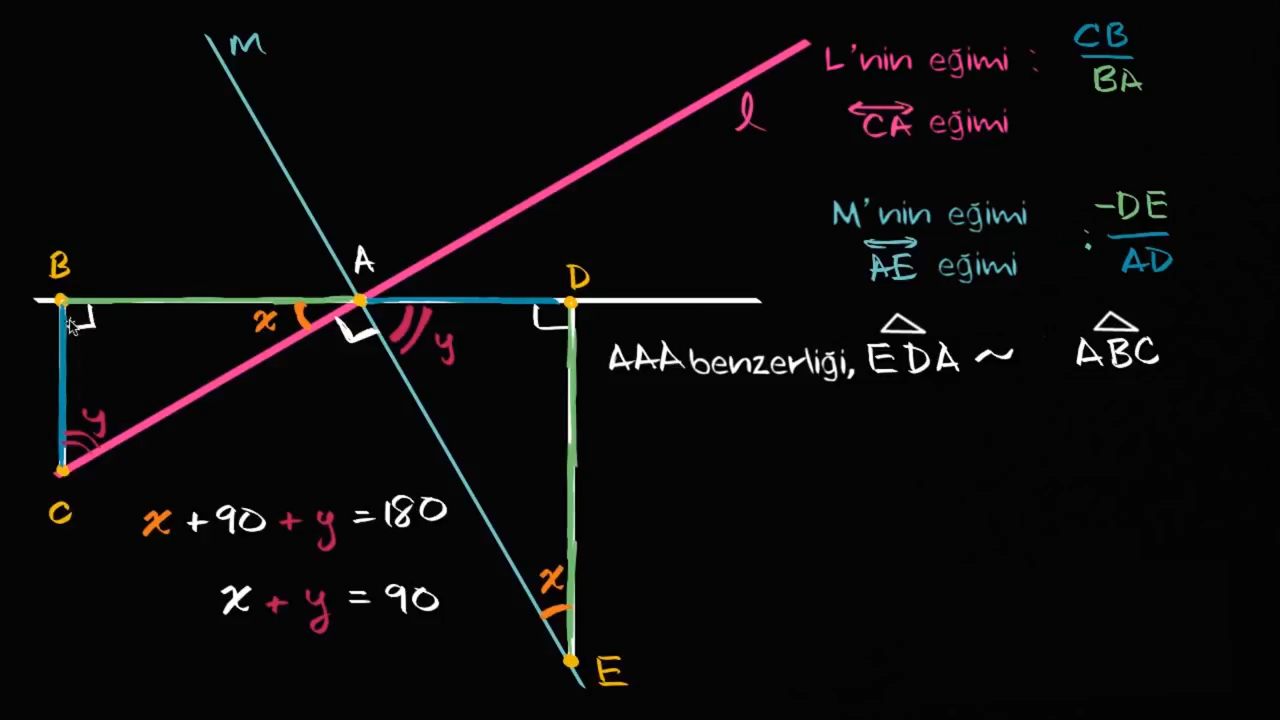 M
L'nin eğimi : CB / BA
l
CA eğimi
M'nin eğimi : -DE / AD
AE eğimi
B
A
D
x
y
AAA benzerliği, EDA ~ ABC
y
C
x + 90 + y = 180
x
x + y = 90
E